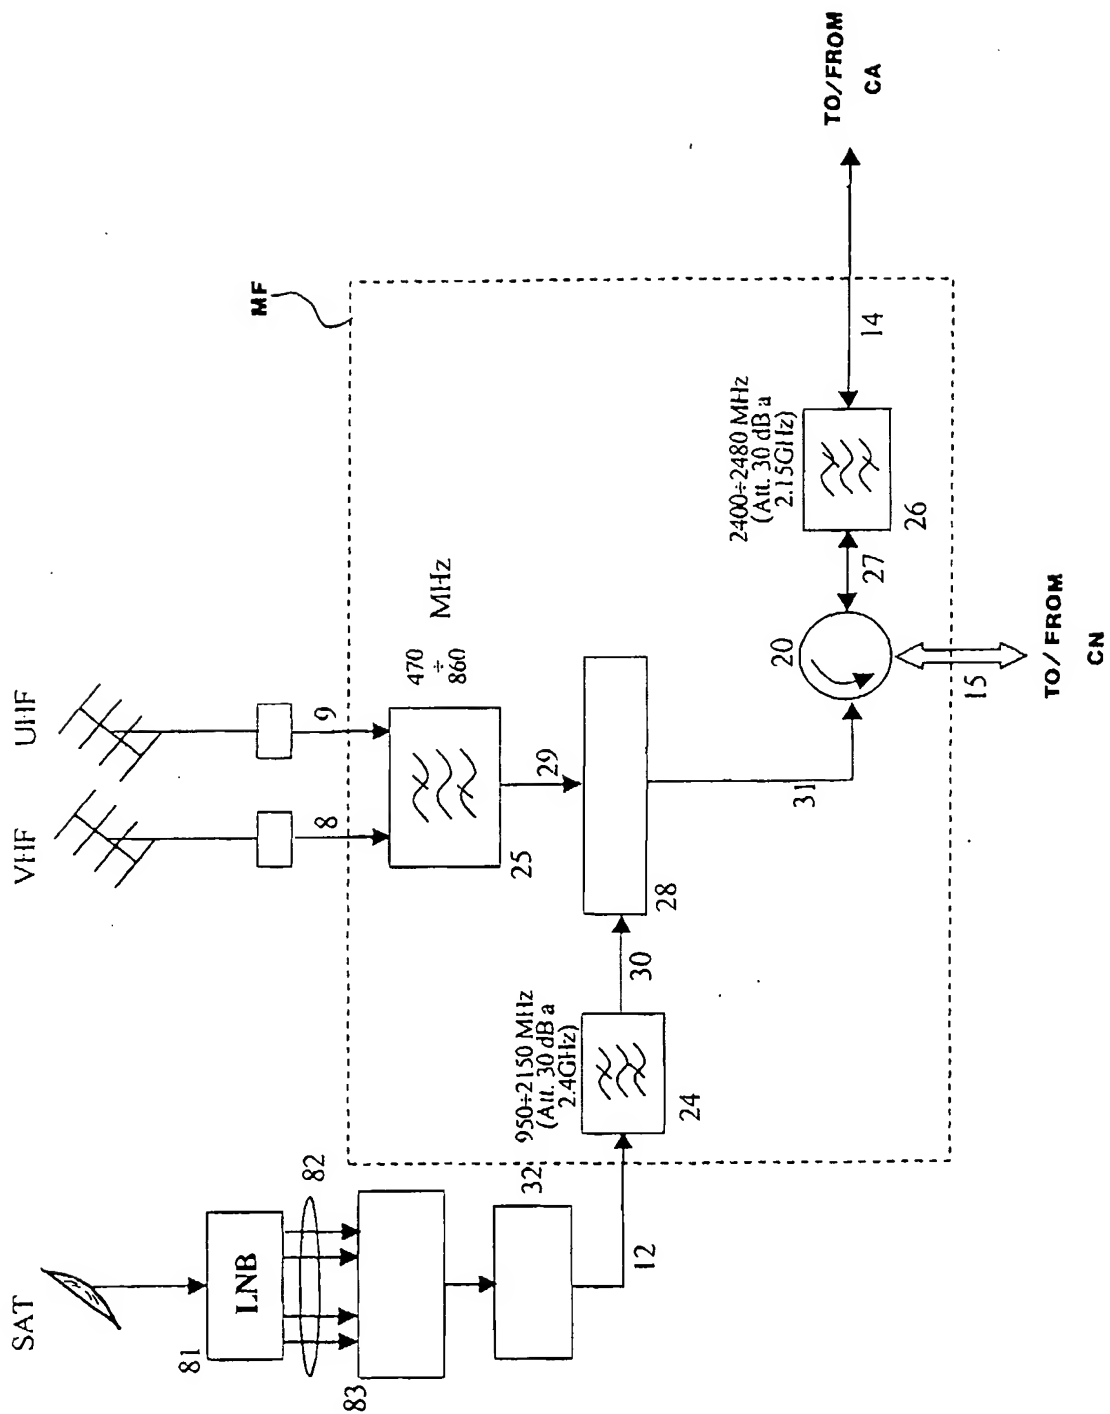 SAT
81
LNB
82
83
32
12
VHF
UHF
8
9
MF
470
÷
860
MHz
25
29
950÷2150 MHz
(Att. 30 dB a
2.4GHz)
24
30
28
31
20
27
2400÷2480 MHz
(Att. 30 dB a
2.15GHz)
26
14
TO/FROM
CA
15
TO/FROM
CN